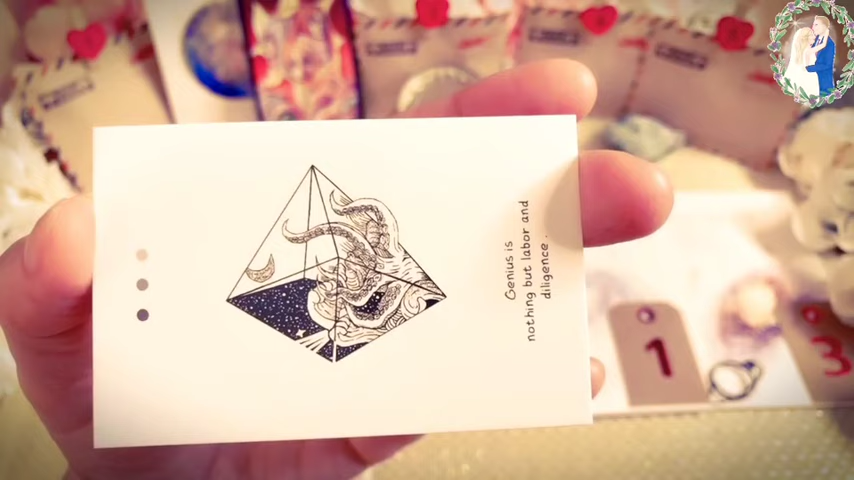 Genius is
nothing but labor and
diligence.
1
3